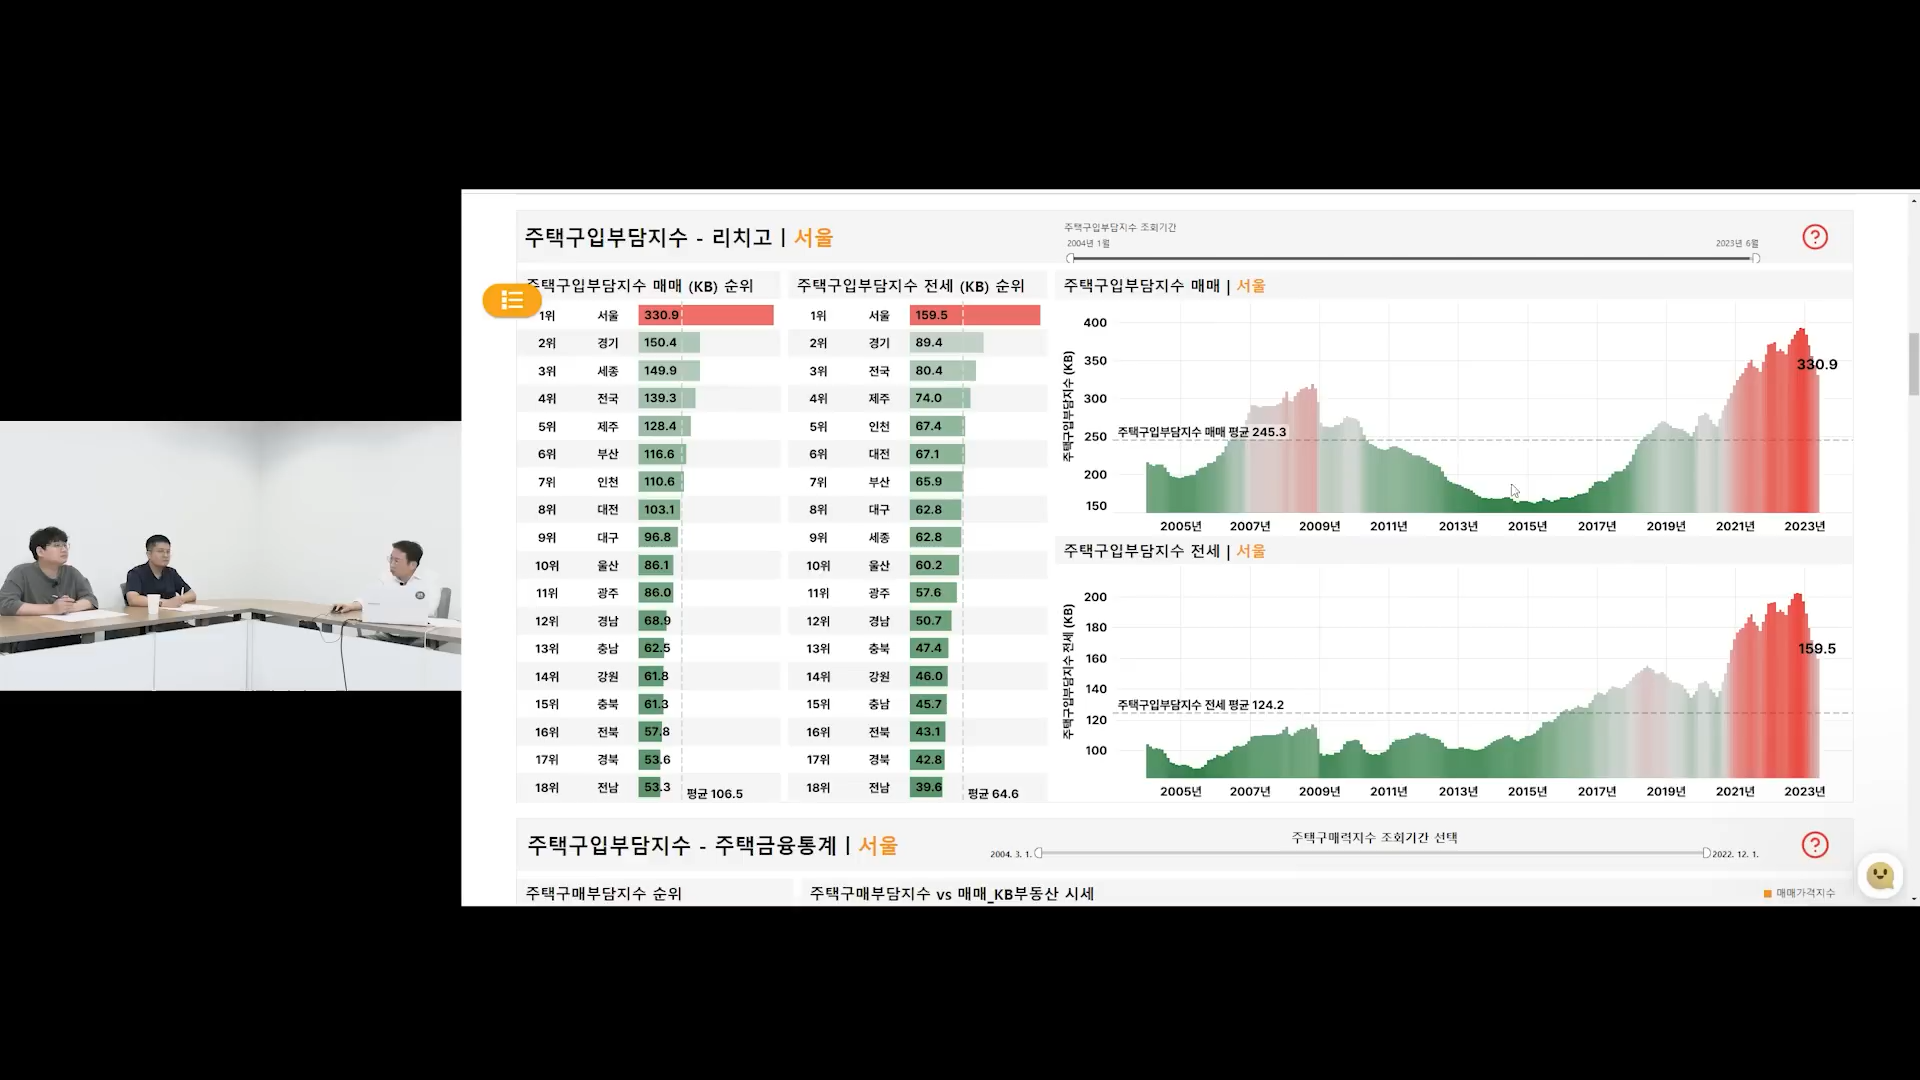 주택구입부담지수 - 리치고 | 서울
주택구입부담지수 조회기간
2004년 1월
2023년 6월
주택구입부담지수 매매 (KB) 순위
1위 서울 330.9
2위 경기 150.4
3위 세종 149.9
4위 전국 139.3
5위 제주 128.4
6위 부산 116.6
7위 인천 110.6
8위 대전 103.1
9위 대구 96.8
10위 울산 86.1
11위 광주 86.0
12위 경남 68.9
13위 충남 62.5
14위 강원 61.8
15위 충북 61.3
16위 전북 57.8
17위 경북 53.6
18위 전남 53.3
평균 106.5
주택구입부담지수 전세 (KB) 순위
1위 서울 159.5
2위 경기 89.4
3위 전국 80.4
4위 제주 74.0
5위 인천 67.4
6위 대전 67.1
7위 부산 65.9
8위 대구 62.8
9위 세종 62.8
10위 울산 60.2
11위 광주 57.6
12위 경남 50.7
13위 충북 47.4
14위 강원 46.0
15위 충남 45.7
16위 전북 43.1
17위 경북 42.8
18위 전남 39.6
평균 64.6
주택구입부담지수 매매 | 서울
주택구입부담지수 (KB)
400
350
300
250
200
150
330.9
주택구입부담지수 매매 평균 245.3
2005년 2007년 2009년 2011년 2013년 2015년 2017년 2019년 2021년 2023년
주택구입부담지수 전세 | 서울
주택구입부담지수 전세 (KB)
200
180
160
140
120
100
159.5
주택구입부담지수 전세 평균 124.2
2005년 2007년 2009년 2011년 2013년 2015년 2017년 2019년 2021년 2023년
주택구입부담지수 - 주택금융통계 | 서울
주택구매력지수 조회기간 선택
2004. 3. 1.
2022. 12. 1.
주택구매부담지수 순위
주택구매부담지수 vs 매매_KB부동산 시세
매매가격지수